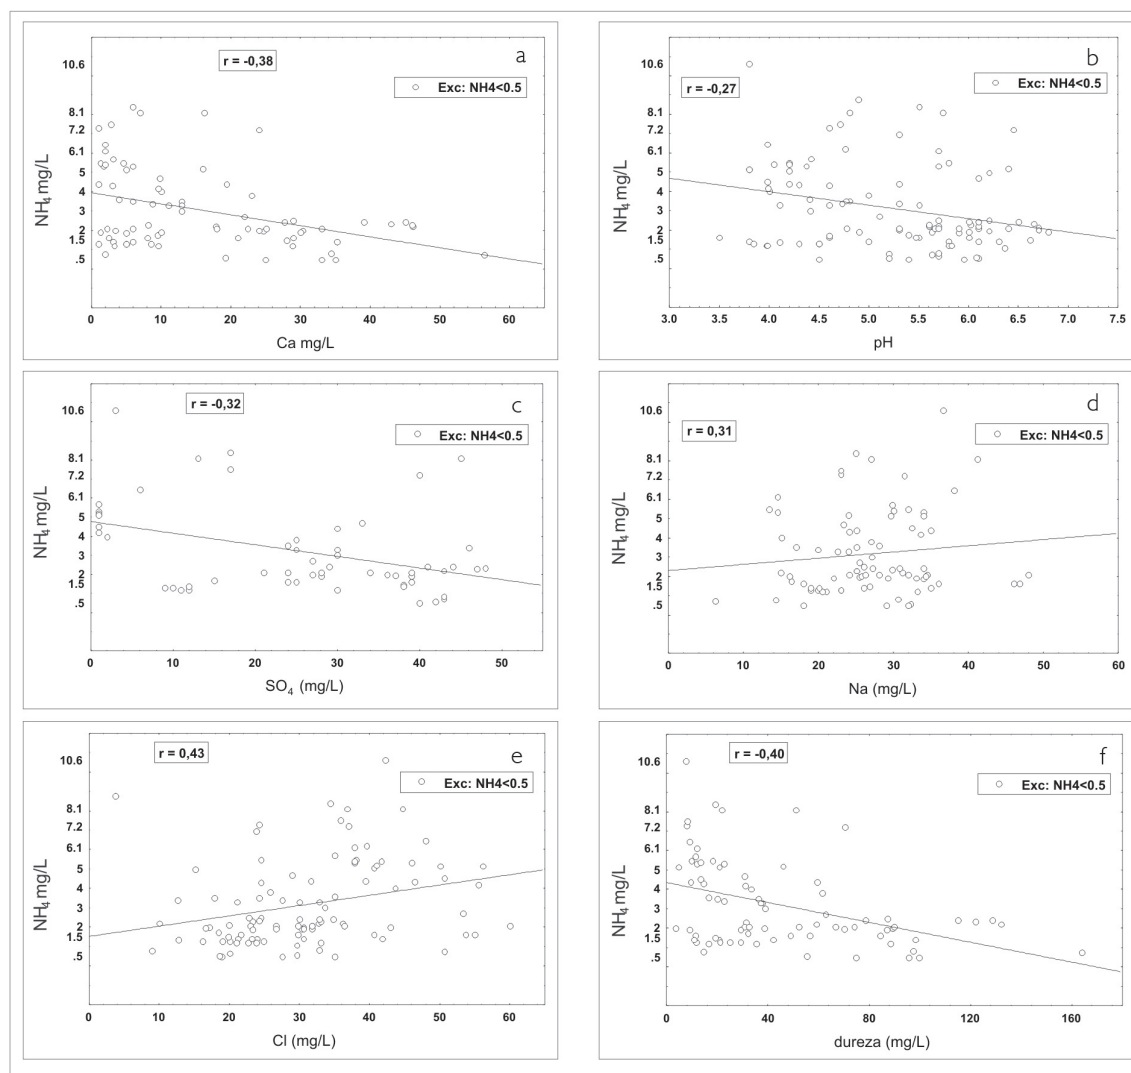 a
r = -0,38
Exc: NH4<0.5
NH₄ mg/L
10.6
8.1
7.2
6.1
5
4
3
2
1.5
.5
0 10 20 30 40 50 60
Ca mg/L
b
r = -0,27
Exc: NH4<0.5
NH₄ mg/L
10.6
8.1
7.2
6.1
5
4
3
2
1.5
.5
3.0 3.5 4.0 4.5 5.0 5.5 6.0 6.5 7.0 7.5
pH
c
r = -0,32
Exc: NH4<0.5
NH₄ mg/L
10.6
8.1
7.2
6.1
5
4
3
2
1.5
.5
0 10 20 30 40 50
SO₄ (mg/L)
d
r = 0,31
Exc: NH4<0.5
NH₄ mg/L
10.6
8.1
7.2
6.1
5
4
3
2
1.5
.5
0 10 20 30 40 50 60
Na (mg/L)
e
r = 0,43
Exc: NH4<0.5
NH₄ mg/L
10.6
8.1
7.2
6.1
5
4
3
2
1.5
.5
0 10 20 30 40 50 60
Cl (mg/L)
f
r = -0,40
Exc: NH4<0.5
NH₄ mg/L
10.6
8.1
7.2
6.1
5
4
3
2
1.5
.5
0 40 80 120 160
dureza (mg/L)